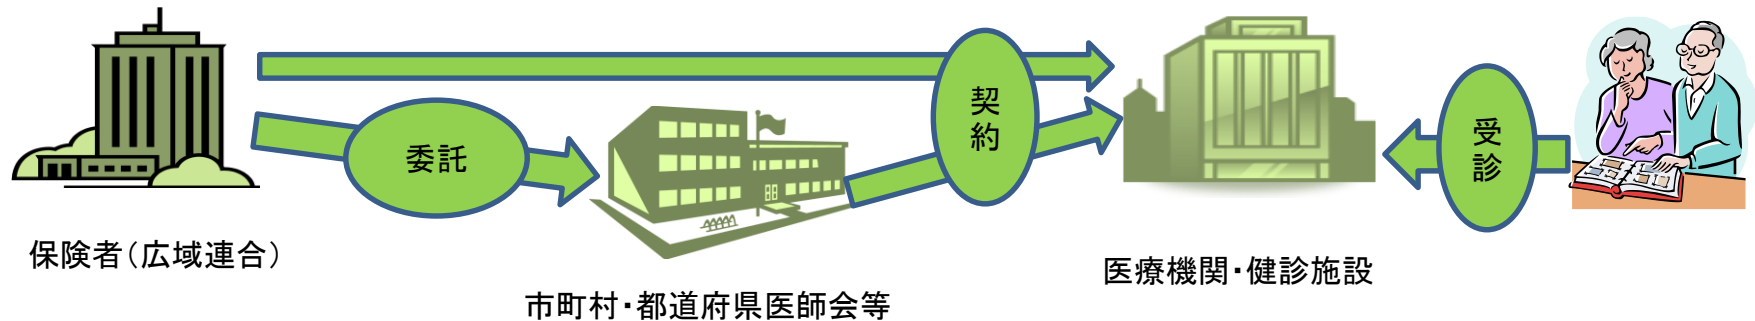 委託
契約
受診
保険者（広域連合）
市町村・都道府県医師会等
医療機関・健診施設